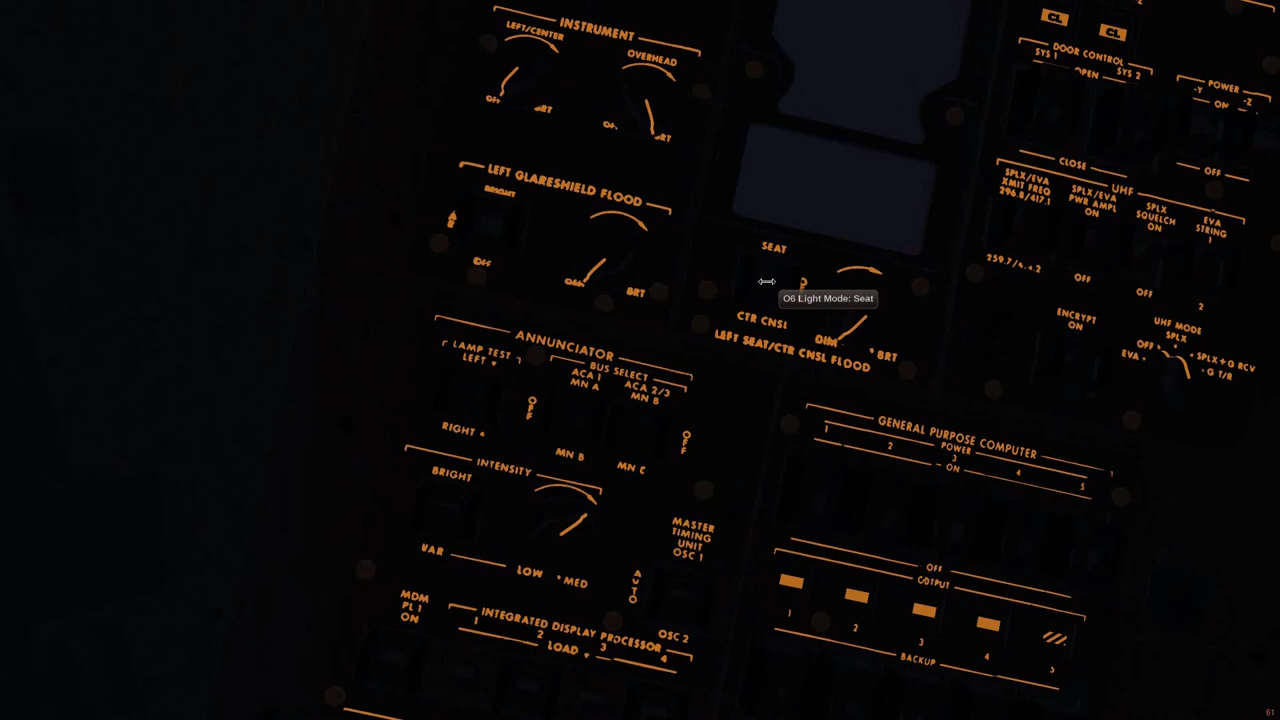 INSTRUMENT
LEFT/CENTER
OVERHEAD
OFF
BRT
LEFT GLARESHIELD FLOOD
BRIGHT
OFF
BRT
SEAT
O6 Light Mode: Seat
CTR CNSL
DIM
BRT
LEFT SEAT/CTR CNSL FLOOD
ANNUNCIATOR
LAMP TEST
LEFT
BUS SELECT
ACA 1
MN A
ACA 2/3
MN B
OFF
OFF
RIGHT
MN B
MN C
INTENSITY
BRIGHT
VAR
LOW
MED
MASTER
TIMING
UNIT
OSC 1
AUTO
OSC 2
MDM
PL 1
ON
INTEGRATED DISPLAY PROCESSOR
1 2 3 4
LOAD
CL
CL
DOOR CONTROL
SYS 1
SYS 2
OPEN
CLOSE
POWER
ON
OFF
UHF
SPLX/EVA
XMIT FREQ
296.8/417.1
SPLX/EVA
PWR AMPL
ON
SPLX
SQUELCH
ON
EVA
STRING
1
OFF
OFF
2
ENCRYPT
ON
UHF MODE
SPLX
OFF
EVA
SPLX+G RCV
G T/R
GENERAL PURPOSE COMPUTER
POWER
1 2 3 4 5
ON
OFF
OUTPUT
1 2 3 4 5
BACKUP
61